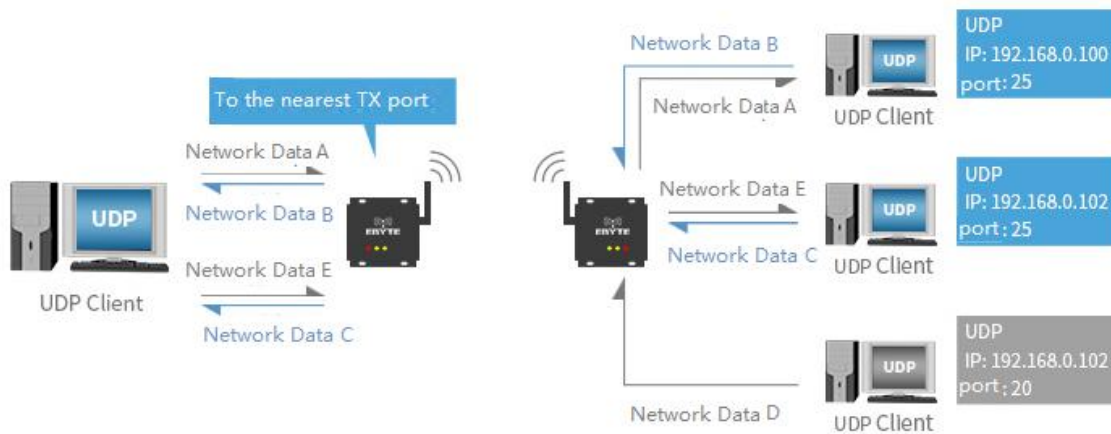 Network Data B
UDP
UDP
IP: 192.168.0.100
port: 25
To the nearest TX port
Network Data A
UDP Client
Network Data A
Network Data B
UDP
EBYTE
Network Data E
UDP Client
Network Data E
UDP
UDP
IP: 192.168.0.102
port: 25
EBYTE
Network Data C
UDP Client
Network Data C
UDP
UDP
IP: 192.168.0.102
port: 20
Network Data D
UDP Client